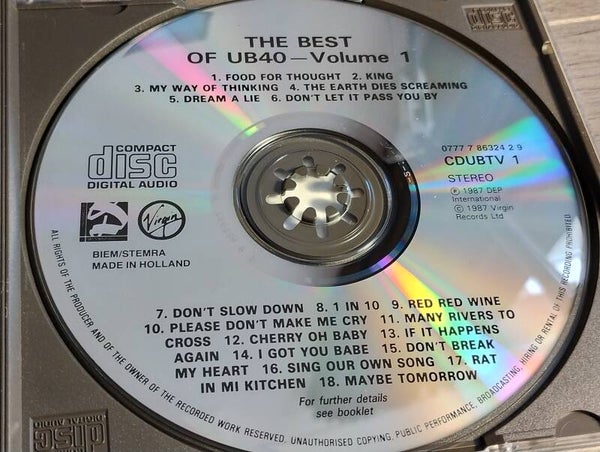 THE BEST
OF UB40—Volume 1
1. FOOD FOR THOUGHT 2. KING
3. MY WAY OF THINKING 4. THE EARTH DIES SCREAMING
5. DREAM A LIE 6. DON'T LET IT PASS YOU BY
COMPACT
disc
DIGITAL AUDIO
Virgin
BIEM/STEMRA
MADE IN HOLLAND
0777 7 86324 2 9
CDUBTV 1
STEREO
Ⓟ 1987 DEP
International
© 1987 Virgin
Records Ltd
7. DON'T SLOW DOWN 8. 1 IN 10 9. RED RED WINE
10. PLEASE DON'T MAKE ME CRY 11. MANY RIVERS TO
CROSS 12. CHERRY OH BABY 13. IF IT HAPPENS
AGAIN 14. I GOT YOU BABE 15. DON'T BREAK
MY HEART 16. SING OUR OWN SONG 17. RAT
IN MI KITCHEN 18. MAYBE TOMORROW
For further details
see booklet
ALL RIGHTS OF THE PRODUCER AND OF THE OWNER OF THE RECORDED WORK RESERVED. UNAUTHORISED COPYING, PUBLIC PERFORMANCE, BROADCASTING, HIRING OR RENTAL OF THIS RECORDING PROHIBITED
disc
DIGITAL AUDIO